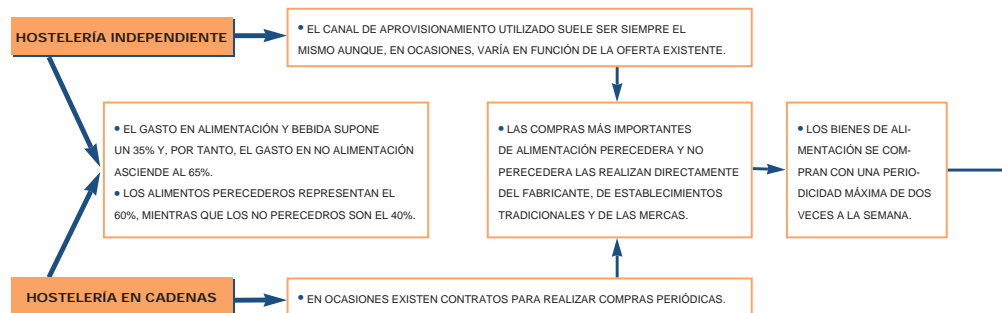 HOSTELERÍA INDEPENDIENTE
• EL CANAL DE APROVISIONAMIENTO UTILIZADO SUELE SER SIEMPRE EL
MISMO AUNQUE, EN OCASIONES, VARÍA EN FUNCIÓN DE LA OFERTA EXISTENTE.
• EL GASTO EN ALIMENTACIÓN Y BEBIDA SUPONE
UN 35% Y, POR TANTO, EL GASTO EN NO ALIMENTACIÓN
ASCIENDE AL 65%.
• LOS ALIMENTOS PERECEDEROS REPRESENTAN EL
60%, MIENTRAS QUE LOS NO PERECEDROS SON EL 40%.
• LAS COMPRAS MÁS IMPORTANTES
DE ALIMENTACIÓN PERECEDERA Y NO
PERECEDERA LAS REALIZAN DIRECTAMENTE
DEL FABRICANTE, DE ESTABLECIMIENTOS
TRADICIONALES Y DE LAS MERCAS.
• LOS BIENES DE ALI-
MENTACIÓN SE COM-
PRAN CON UNA PERIO-
DICIDAD MÁXIMA DE DOS
VECES A LA SEMANA.
HOSTELERÍA EN CADENAS
• EN OCASIONES EXISTEN CONTRATOS PARA REALIZAR COMPRAS PERIÓDICAS.